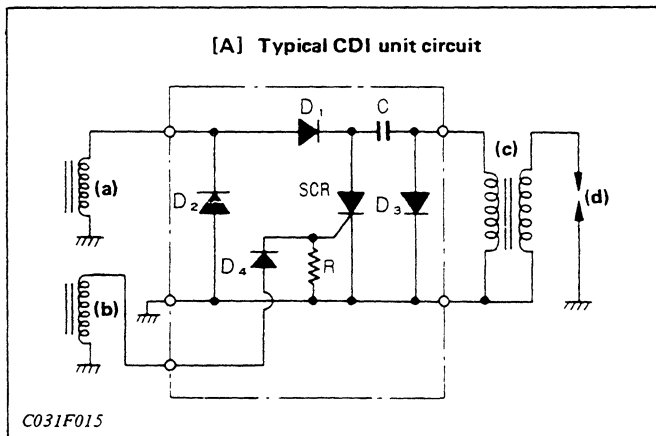 [A] Typical CDI unit circuit
D1
C
(c)
(a)
D2
SCR
D3
(d)
D4
R
(b)
C031F015